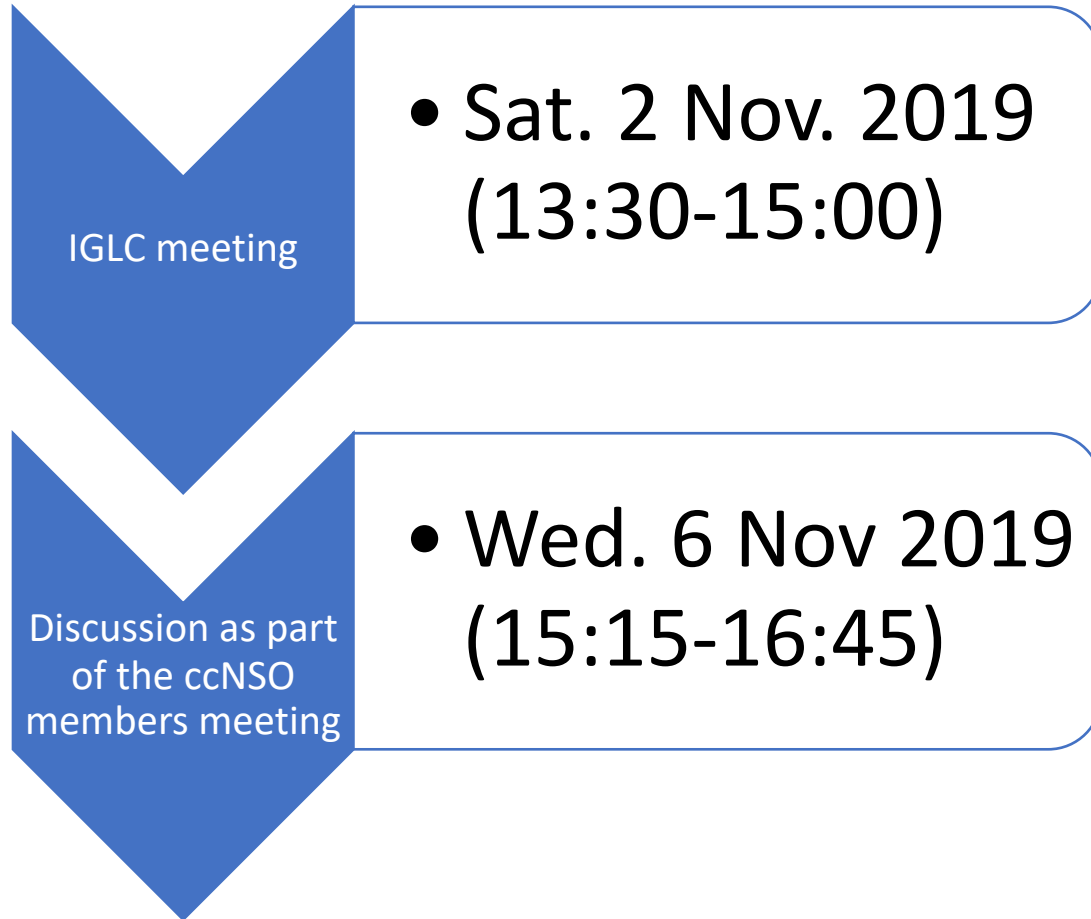 IGLC meeting
• Sat. 2 Nov. 2019
(13:30-15:00)
Discussion as part
of the ccNSO
members meeting
• Wed. 6 Nov 2019
(15:15-16:45)